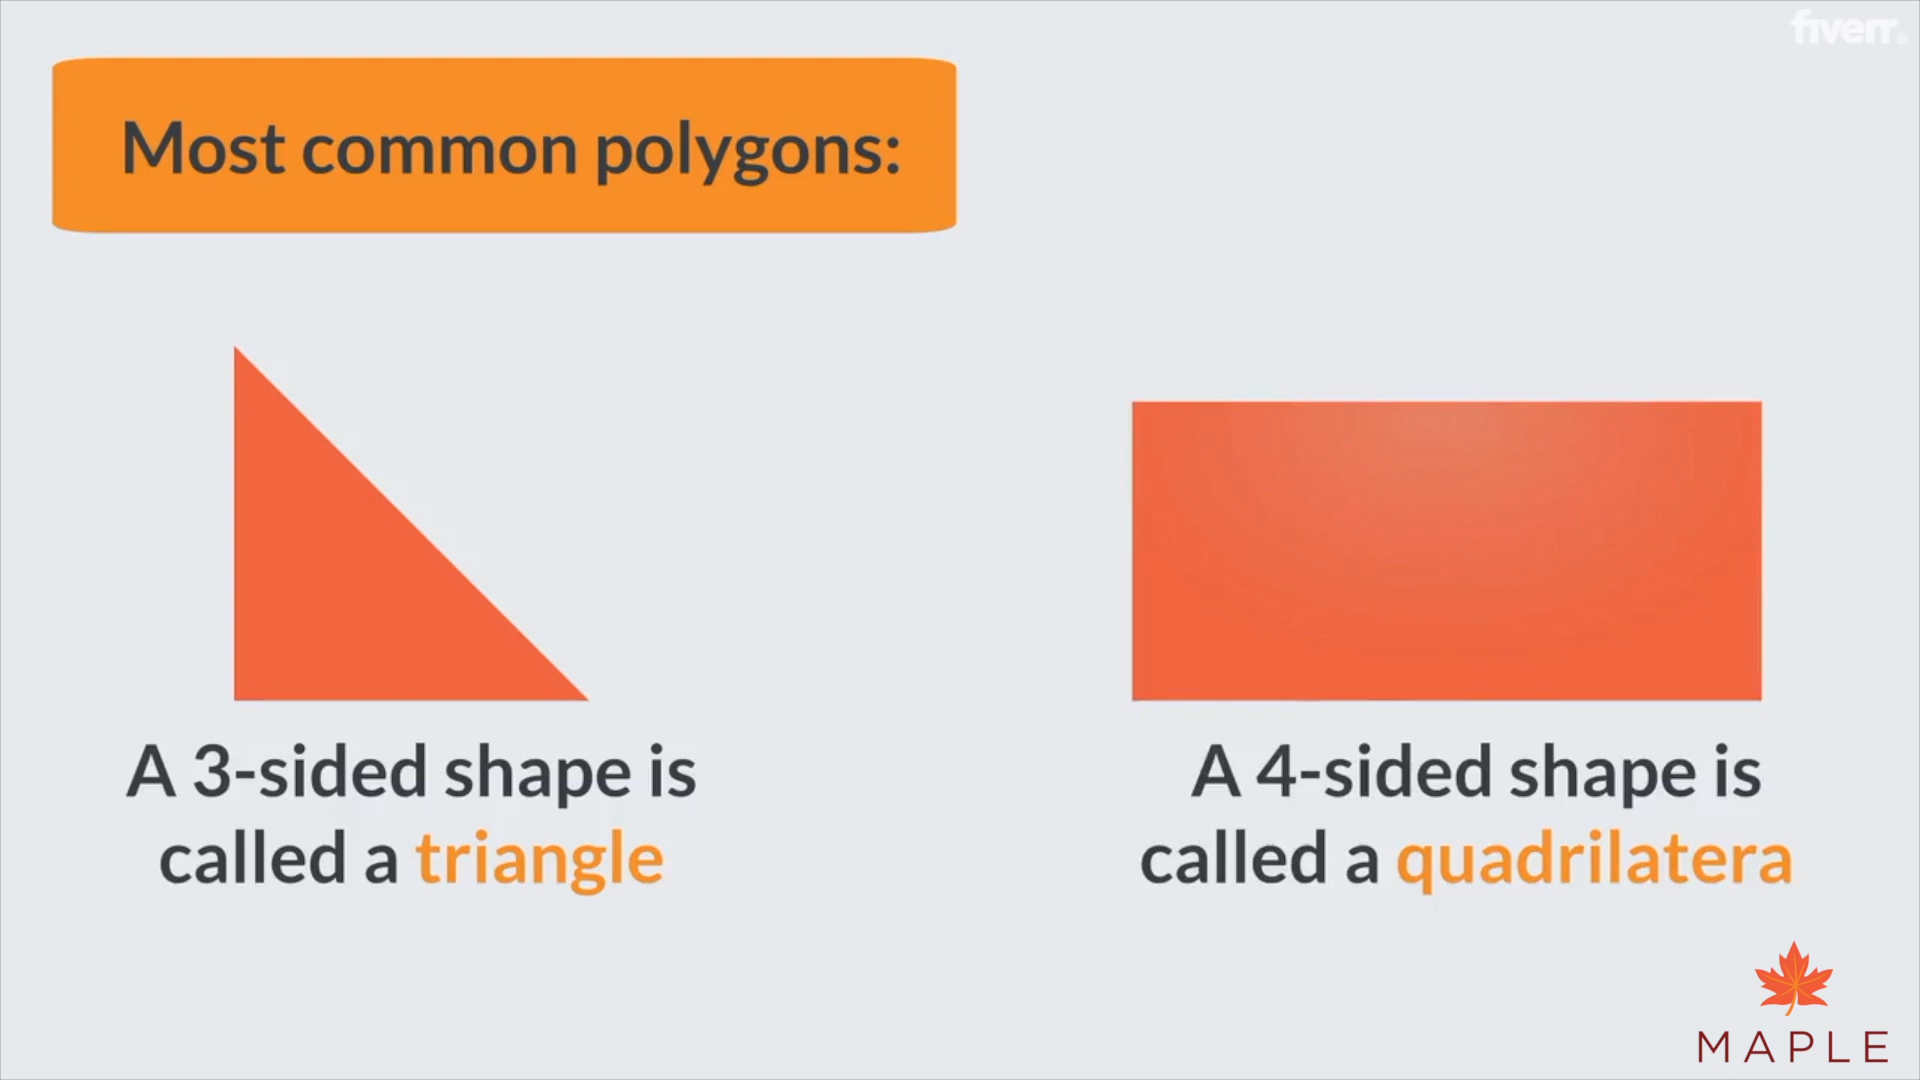 fiverr®
Most common polygons:
A 3-sided shape is
called a triangle
A 4-sided shape is
called a quadrilatera
MAPLE